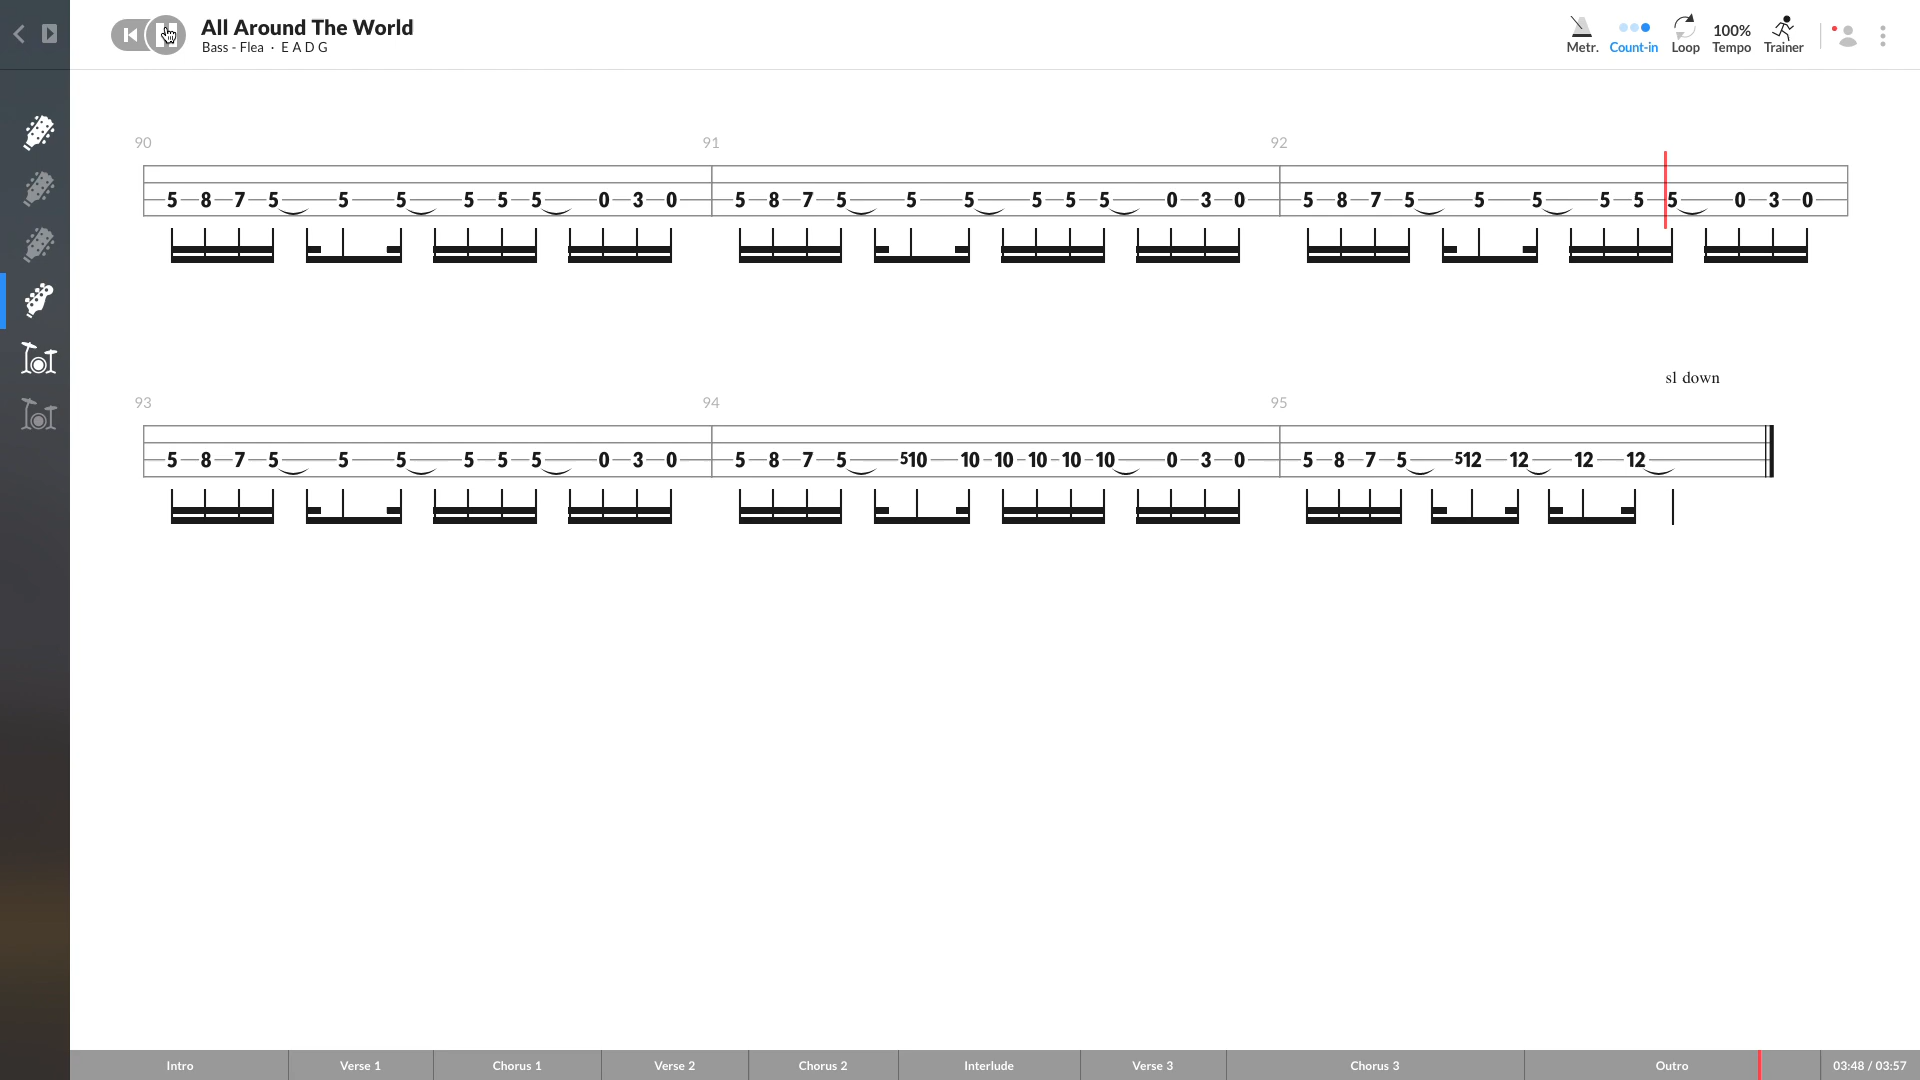 All Around The World
Bass - Flea · E A D G
Metr.
Count-in
Loop
100%
Tempo
Trainer
90 91 92
5 8 7 5 5 5 5 5 5 0 3 0 5 8 7 5 5 5 5 5 5 0 3 0 5 8 7 5 5 5 5 5 5 0 3 0
sl down
93 94 95
5 8 7 5 5 5 5 5 5 0 3 0 5 8 7 5 5 10 10 10 10 10 10 0 3 0 5 8 7 5 5 12 12 12 12
Intro Verse 1 Chorus 1 Verse 2 Chorus 2 Interlude Verse 3 Chorus 3 Outro 03:48 / 03:57